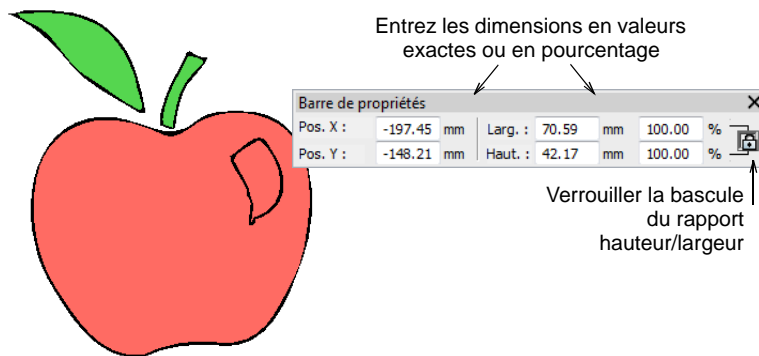 Entrez les dimensions en valeurs
exactes ou en pourcentage
Barre de propriétés
Pos. X : -197.45 mm Larg. : 70.59 mm 100.00 %
Pos. Y : -148.21 mm Haut. : 42.17 mm 100.00 %
Verrouiller la bascule
du rapport
hauteur/largeur